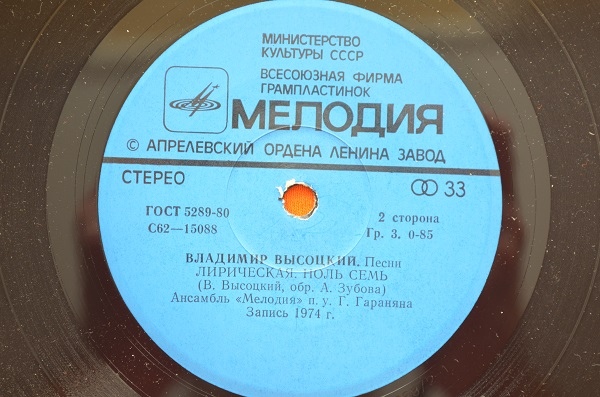 МИНИСТЕРСТВО
КУЛЬТУРЫ СССР
ВСЕСОЮЗНАЯ ФИРМА
ГРАМПЛАСТИНОК
МЕЛОДИЯ
© АПРЕЛЕВСКИЙ ОРДЕНА ЛЕНИНА ЗАВОД
СТЕРЕО 33
ГОСТ 5289-80
С62—15088
2 сторона
Гр. 3. 0-85
ВЛАДИМИР ВЫСОЦКИЙ. Песни
ЛИРИЧЕСКАЯ. НОЛЬ СЕМЬ
(В. Высоцкий, обр. А. Зубова)
Ансамбль «Мелодия» п. у. Г. Гараняна
Запись 1974 г.